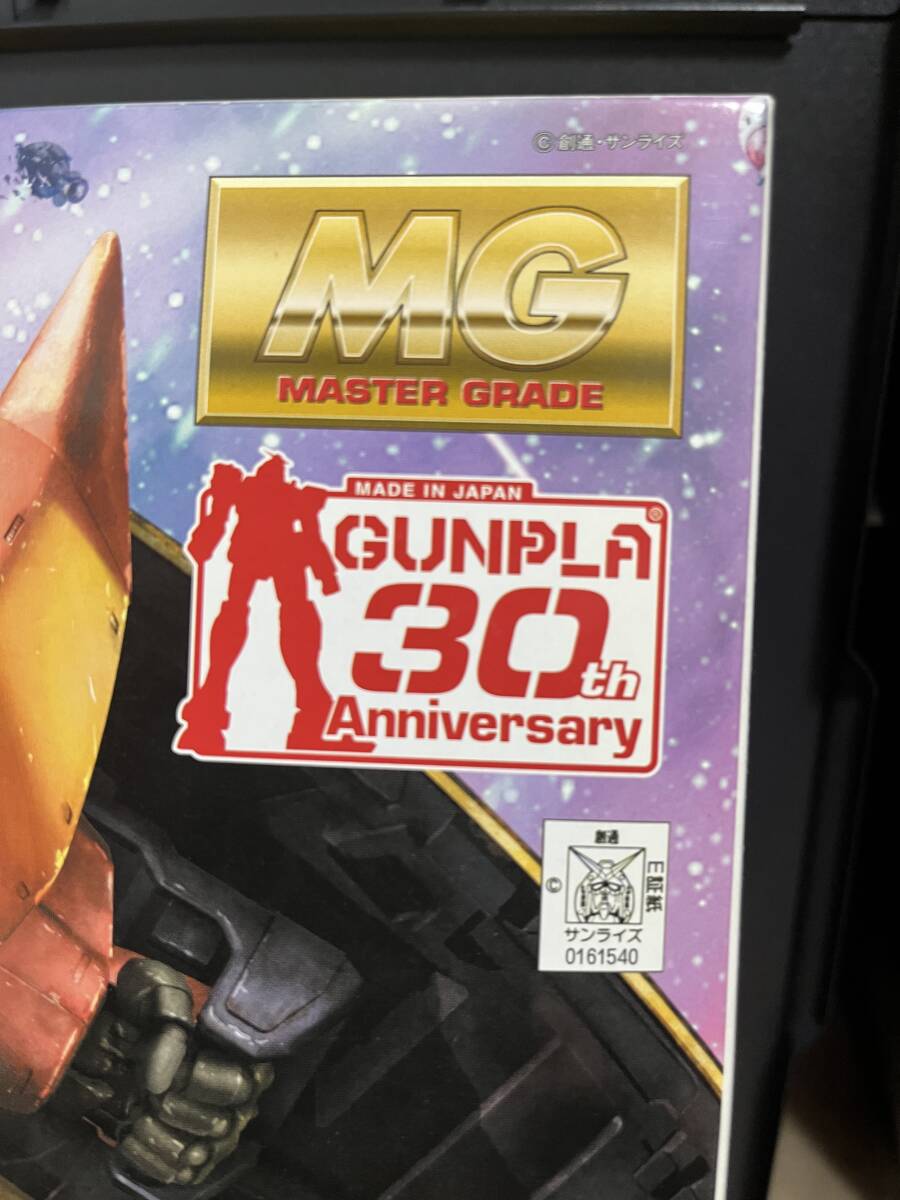 © 創通・サンライズ
MG
MASTER GRADE
MADE IN JAPAN
GUNPLA®
30th
Anniversary
創通
©
E証紙
サンライズ
0161540